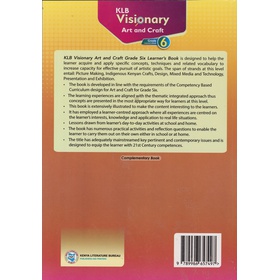 KLB
Visionary
Art and Craft
6
KLB Visionary Art and Craft Grade Six Learner's Book is designed to help the
learner acquire and apply specific concepts, techniques and related vocabulary to
increase capacity for effective pursuit of artistic goals. The span of strands at this level
entail: Picture Making, Indigenous Kenyan Crafts, Design, Mixed Media and Technology,
Presentation and Exhibition.
The book is developed in line with the requirements of the Competency Based
Curriculum design for Art and Craft for Grade Six.
The learning experiences are aligned with the thematic integrated approach thus
concepts are presented in the most appropriate way for learners at this level.
This book is extensively illustrated to make the content interesting to the learners.
It has employed a learner-centred approach where all experiences are centred on
the learner's interests, knowledge and application to real life situations.
Lessons drawn from learner's day-to-day activities at school and home.
The book has numerous practical activities and reflection questions to enable the
learner to carry them out on their own either in school or at home.
The title has adequately mainstreamed key pertinent and contemporary issues and is
designed to equip the learner with 21st Century competences.
Complementary Book
KENYA LITERATURE BUREAU
9 789966 657497